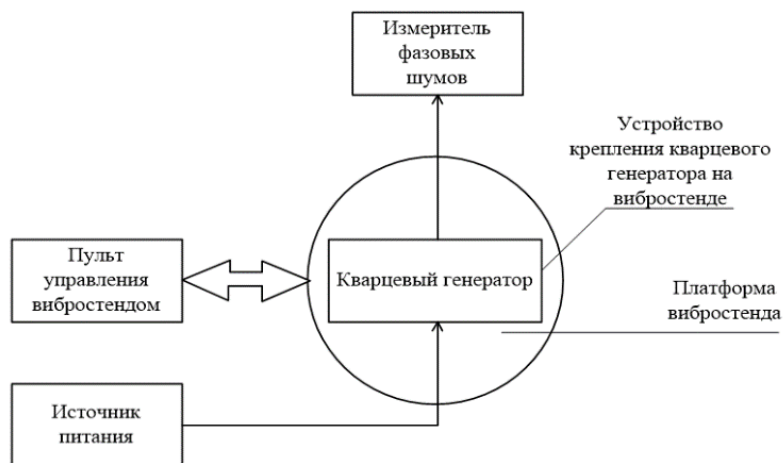 Измеритель
фазовых
шумов
Устройство
крепления кварцевого
генератора на
вибростенде
Пульт
управления
вибростендом
Кварцевый генератор
Платформа
вибростенда
Источник
питания